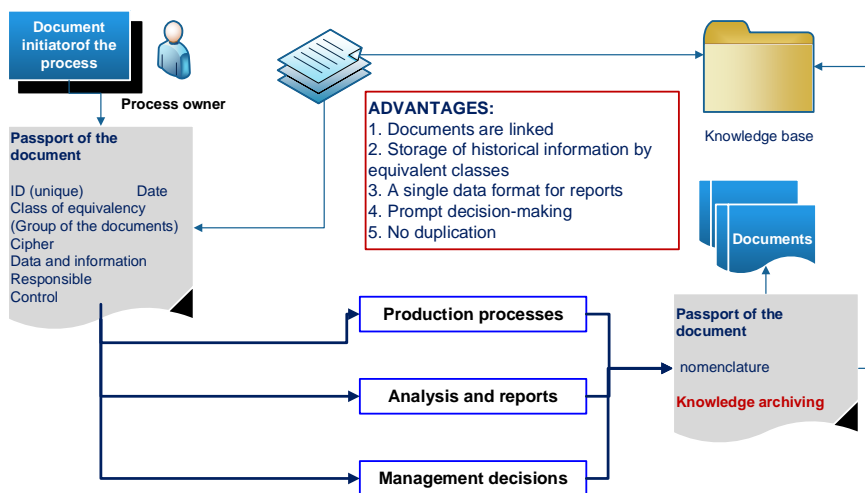 Document
initiatorof the
process
Process owner
Passport of the
document
ID (unique) Date
Class of equivalency
(Group of the documents)
Cipher
Data and information
Responsible
Control
ADVANTAGES:
1. Documents are linked
2. Storage of historical information by
equivalent classes
3. A single data format for reports
4. Prompt decision-making
5. No duplication
Knowledge base
Documents
Production processes
Analysis and reports
Management decisions
Passport of the
document
nomenclature
Knowledge archiving